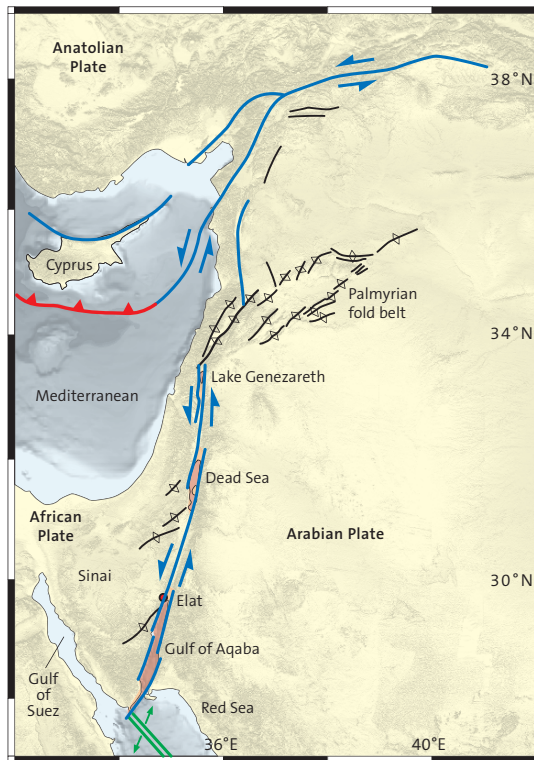 Anatolian
Plate
38°N
Cyprus
Palmyrian
fold belt
34°N
Lake Genezareth
Mediterranean
Dead Sea
African
Plate
Arabian Plate
Sinai
30°N
Elat
Gulf of Aqaba
Gulf
of
Suez
Red Sea
36°E
40°E